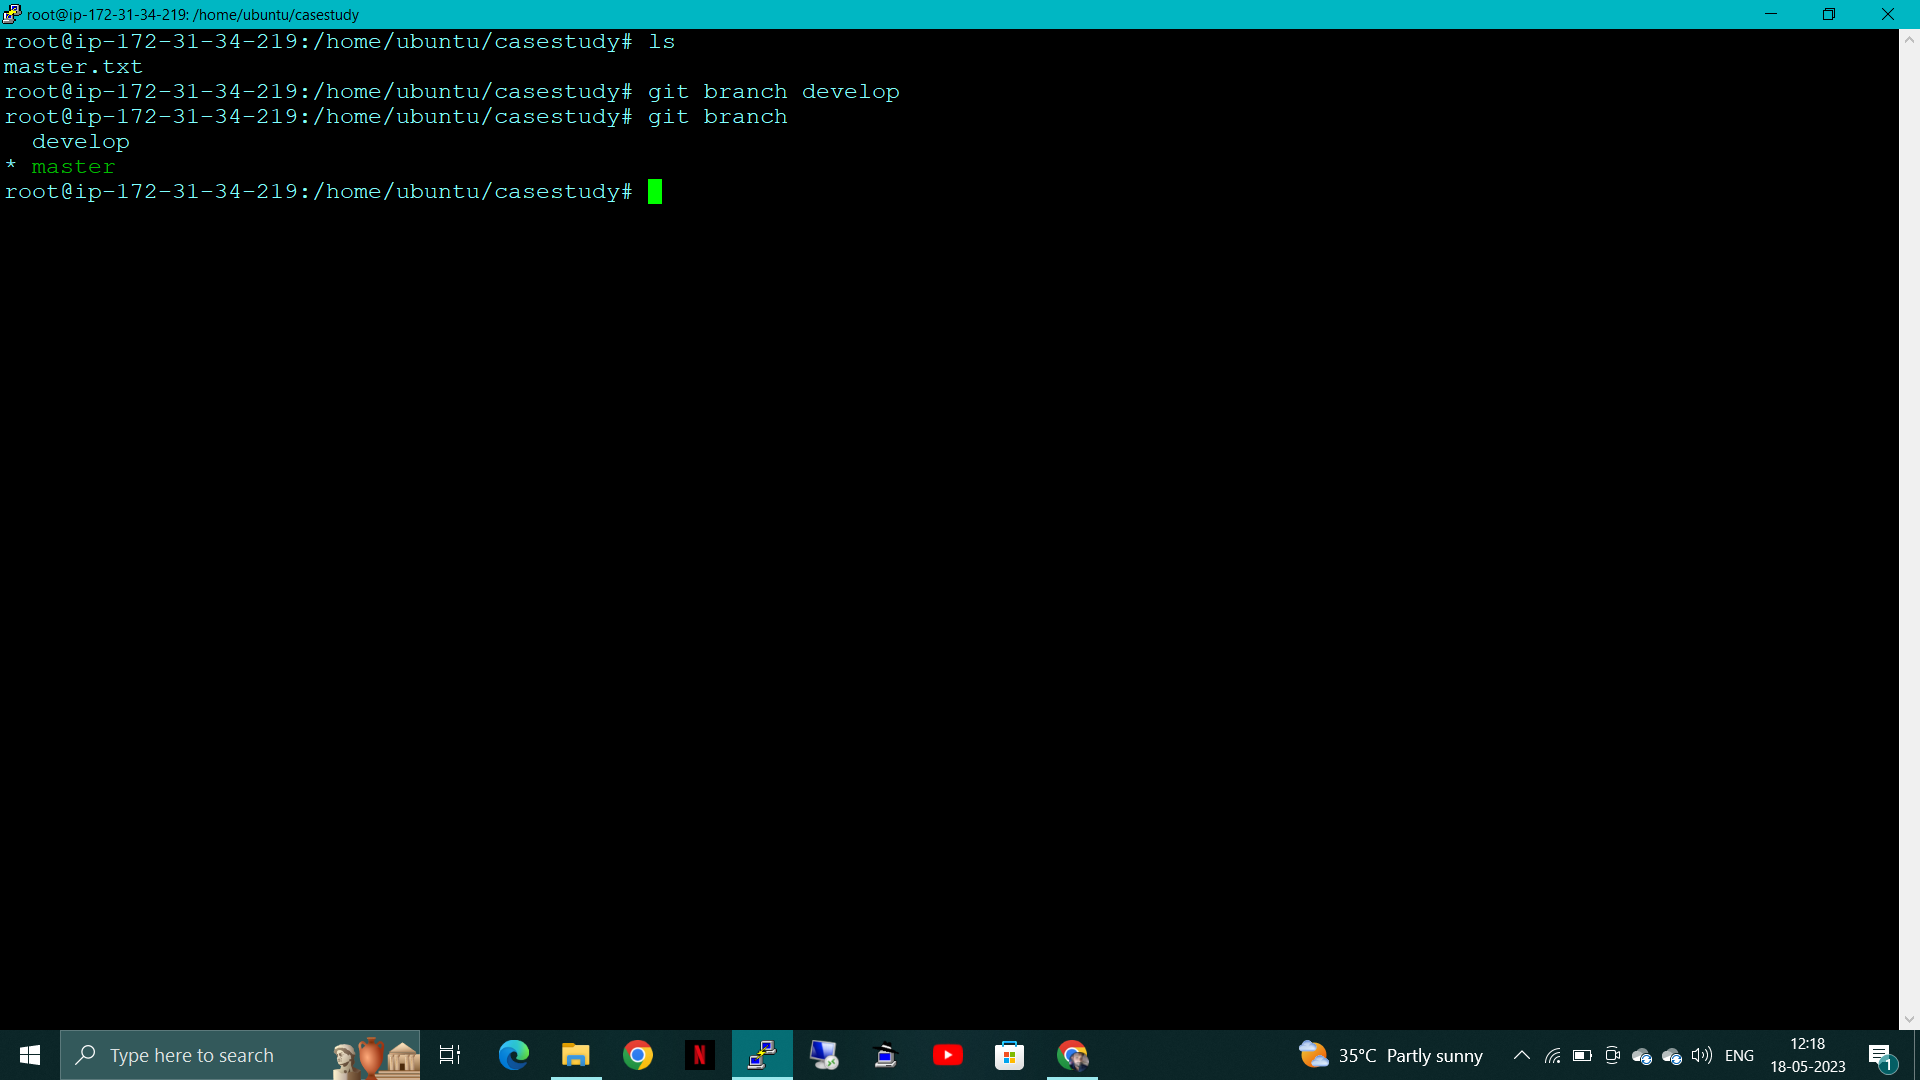 root@ip-172-31-34-219: /home/ubuntu/casestudy
root@ip-172-31-34-219:/home/ubuntu/casestudy# ls
master.txt
root@ip-172-31-34-219:/home/ubuntu/casestudy# git branch develop
root@ip-172-31-34-219:/home/ubuntu/casestudy# git branch
  develop
* master
root@ip-172-31-34-219:/home/ubuntu/casestudy#
Type here to search
N
35°C Partly sunny
ENG
12:18
18-05-2023
1